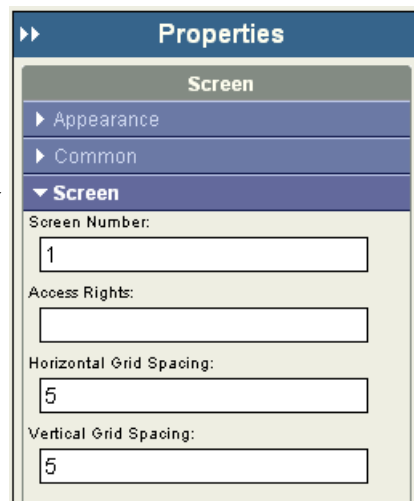 Properties
Screen
Appearance
Common
Screen
Screen Number:
1
Access Rights:
Horizontal Grid Spacing:
5
Vertical Grid Spacing:
5